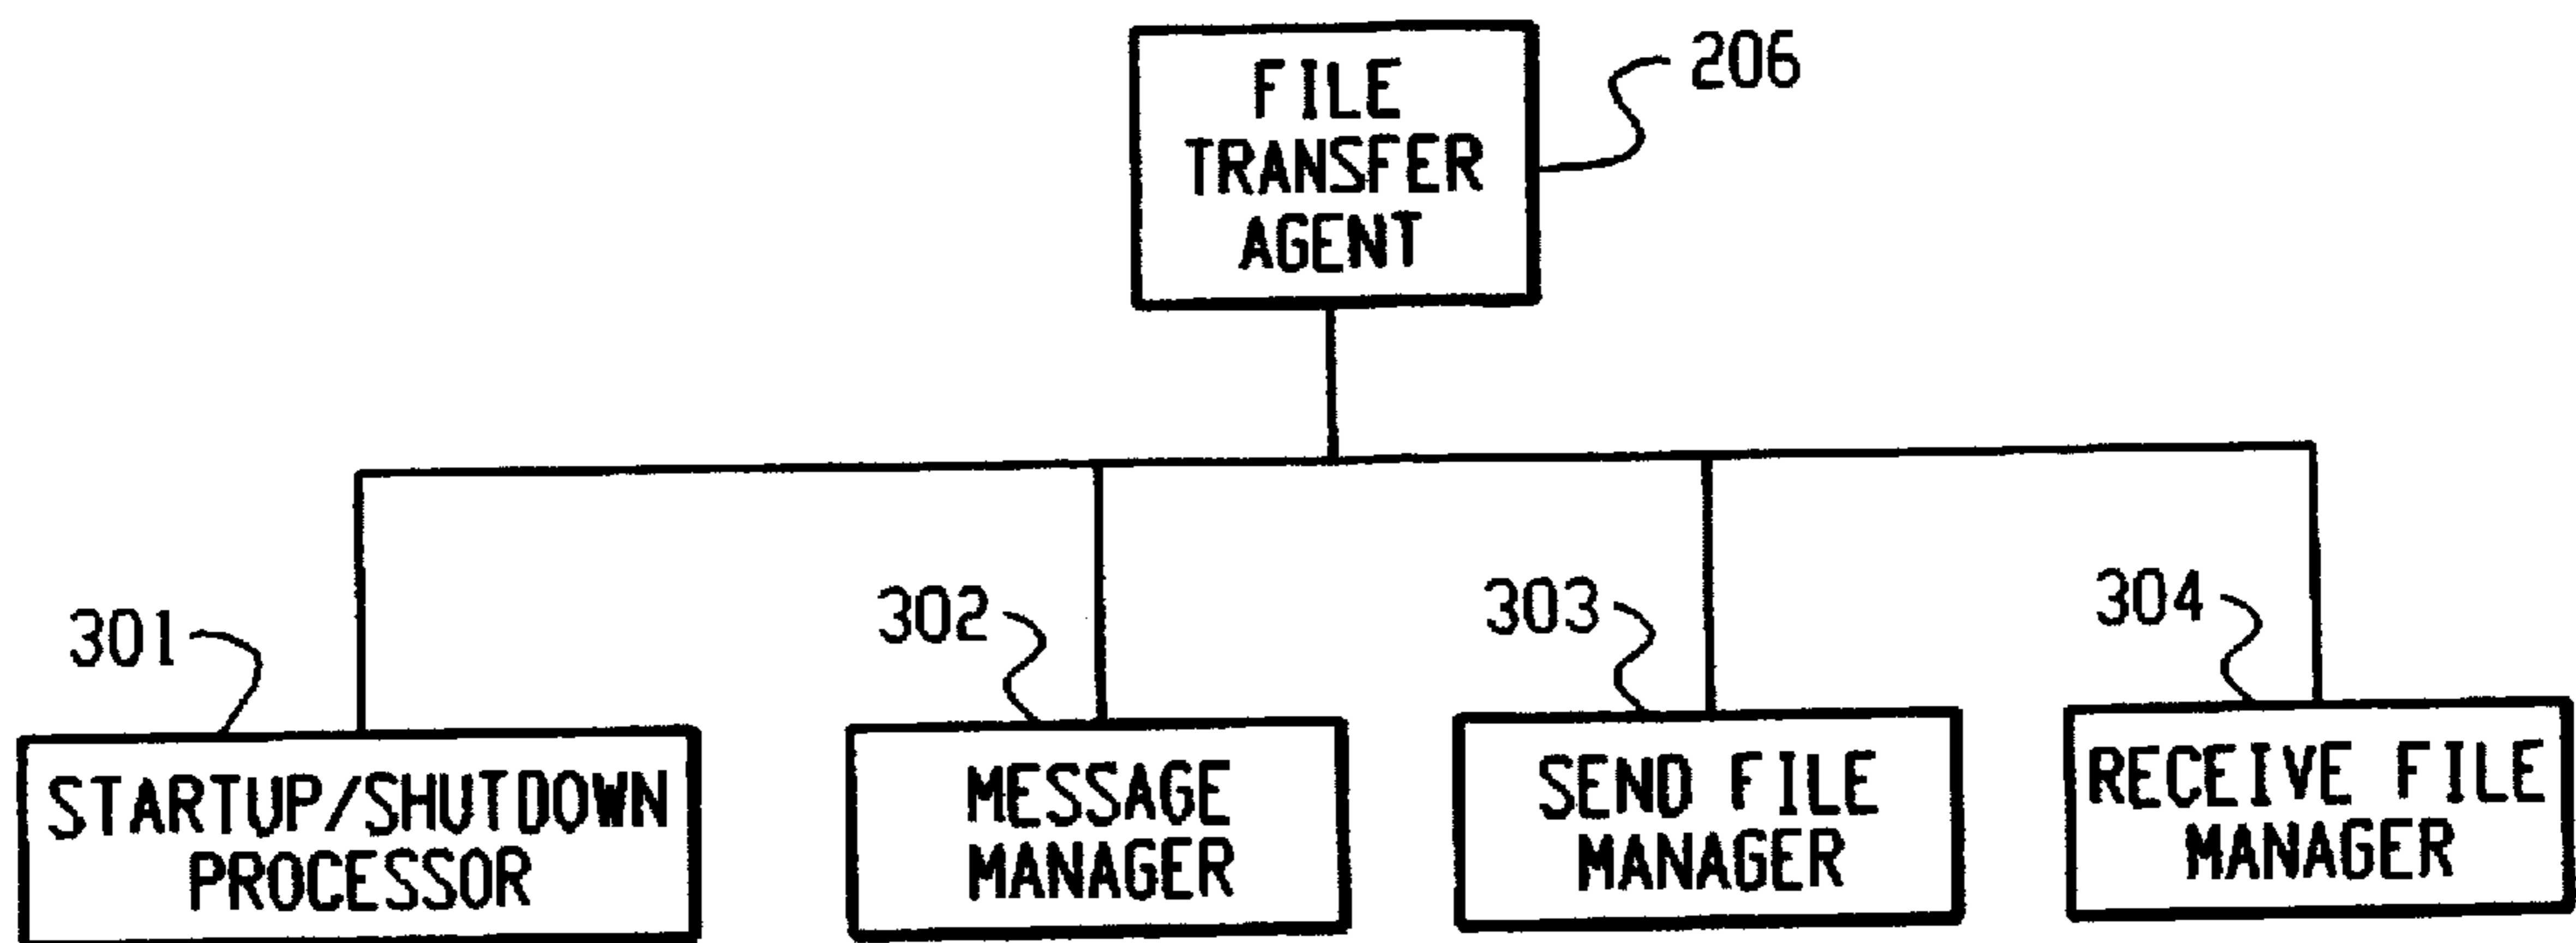 FILE
TRANSFER
AGENT
206
301
302
303
304
STARTUP/SHUTDOWN
PROCESSOR
MESSAGE
MANAGER
SEND FILE
MANAGER
RECEIVE FILE
MANAGER